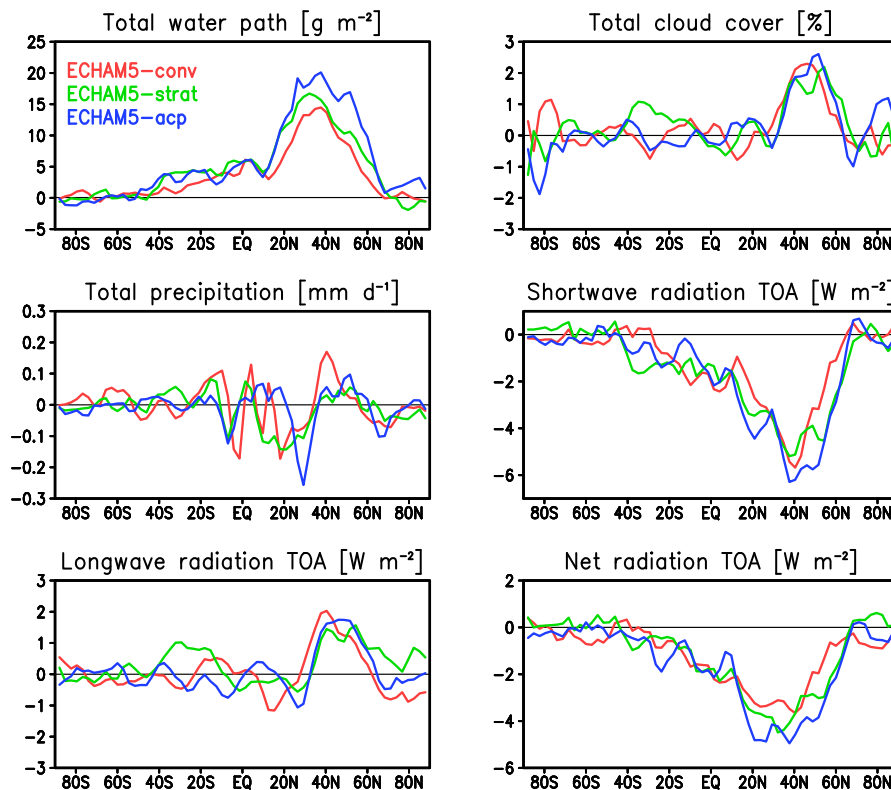 Total water path [g m⁻²]
25
20
15
10
5
0
−5
ECHAM5−conv
ECHAM5−strat
ECHAM5−acp
80S 60S 40S 20S EQ 20N 40N 60N 80N
Total cloud cover [%]
3
2
1
0
−1
−2
−3
80S 60S 40S 20S EQ 20N 40N 60N 80N
Total precipitation [mm d⁻¹]
0.3
0.2
0.1
0
−0.1
−0.2
−0.3
80S 60S 40S 20S EQ 20N 40N 60N 80N
Shortwave radiation TOA [W m⁻²]
0
−2
−4
−6
80S 60S 40S 20S EQ 20N 40N 60N 80N
Longwave radiation TOA [W m⁻²]
3
2
1
0
−1
−2
−3
80S 60S 40S 20S EQ 20N 40N 60N 80N
Net radiation TOA [W m⁻²]
2
0
−2
−4
−6
80S 60S 40S 20S EQ 20N 40N 60N 80N